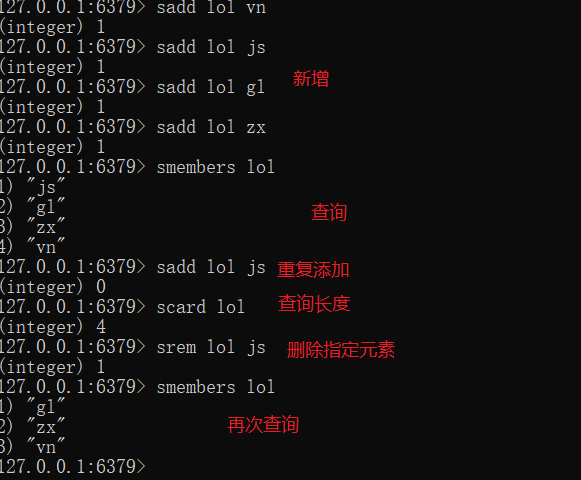 127.0.0.1:6379> sadd lol vn
(integer) 1
127.0.0.1:6379> sadd lol js
(integer) 1
新增
127.0.0.1:6379> sadd lol gl
(integer) 1
127.0.0.1:6379> sadd lol zx
(integer) 1
127.0.0.1:6379> smembers lol
1) "js"
2) "gl"
查询
3) "zx"
4) "vn"
127.0.0.1:6379> sadd lol js 重复添加
(integer) 0
127.0.0.1:6379> scard lol 查询长度
(integer) 4
127.0.0.1:6379> srem lol js 删除指定元素
(integer) 1
127.0.0.1:6379> smembers lol
1) "gl"
2) "zx" 再次查询
3) "vn"
127.0.0.1:6379>